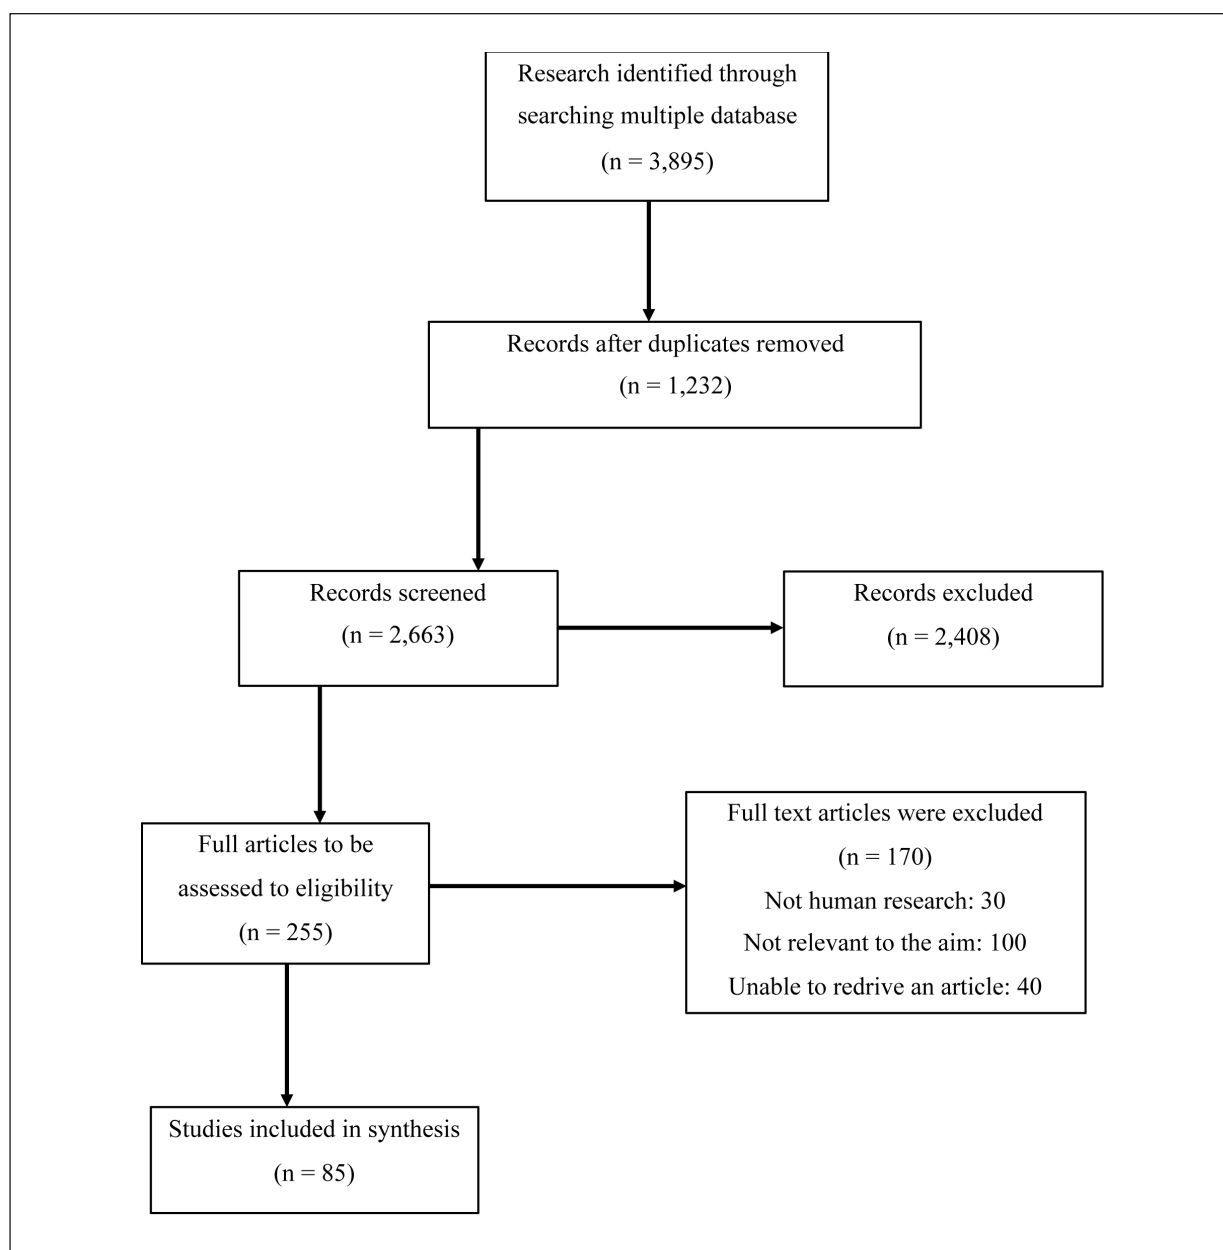 Research identified through
searching multiple database
(n = 3,895)
Records after duplicates removed
(n = 1,232)
Records screened
(n = 2,663)
Records excluded
(n = 2,408)
Full articles to be
assessed to eligibility
(n = 255)
Full text articles were excluded
(n = 170)
Not human research: 30
Not relevant to the aim: 100
Unable to redrive an article: 40
Studies included in synthesis
(n = 85)